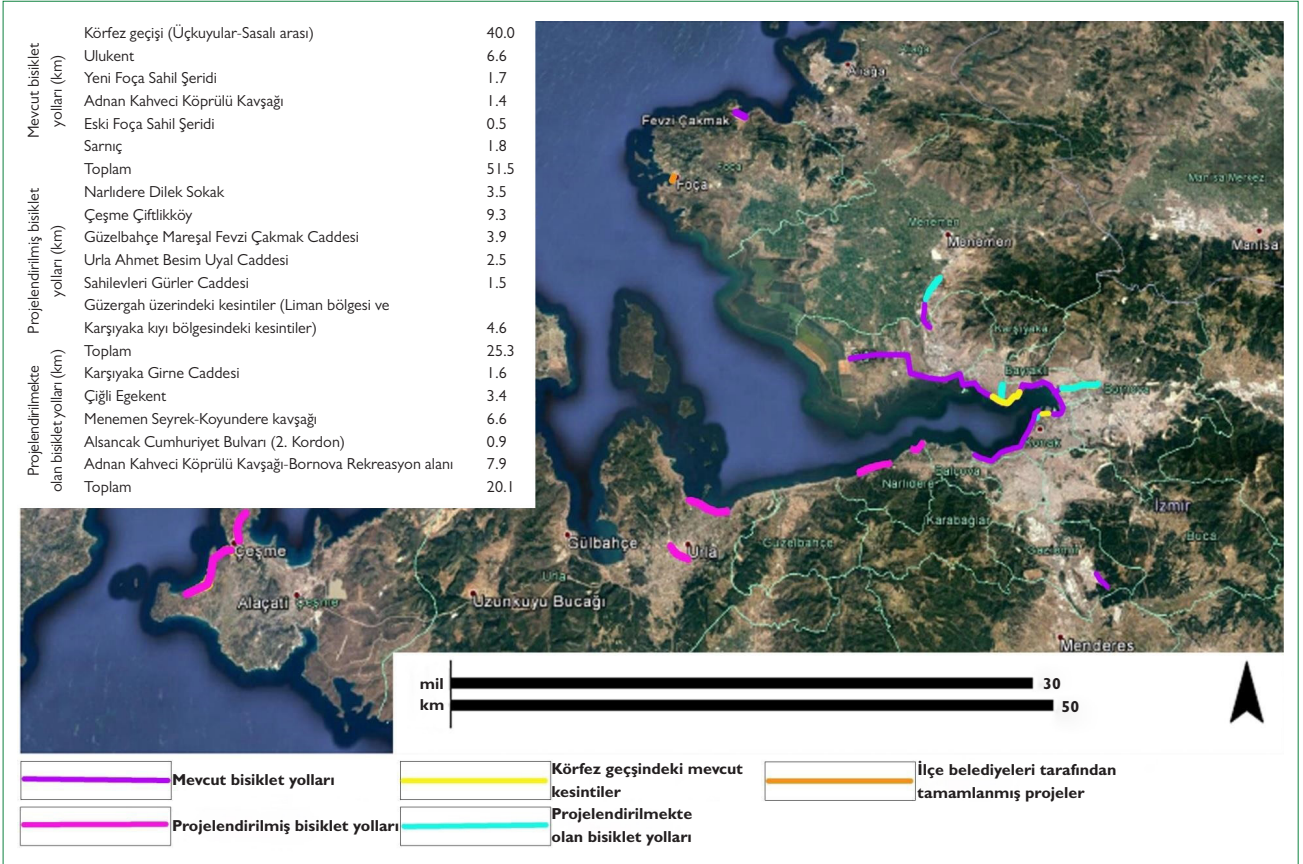 Mevcut bisiklet
yolları (km)
Körfez geçişi (Üçkuyular-Sasalı arası) 40.0
Ulukent 6.6
Yeni Foça Sahil Şeridi 1.7
Adnan Kahveci Köprülü Kavşağı 1.4
Eski Foça Sahil Şeridi 0.5
Sarnıç 1.8
Toplam 51.5
Projelendirilmiş bisiklet
yolları (km)
Narlıdere Dilek Sokak 3.5
Çeşme Çiftlikköy 9.3
Güzelbahçe Mareşal Fevzi Çakmak Caddesi 3.9
Urla Ahmet Besim Uyal Caddesi 2.5
Sahilevleri Gürler Caddesi 1.5
Güzergah üzerindeki kesintiler (Liman bölgesi ve
Karşıyaka kıyı bölgesindeki kesintiler) 4.6
Toplam 25.3
Projelendirilmekte
olan bisiklet yolları (km)
Karşıyaka Girne Caddesi 1.6
Çiğli Egekent 3.4
Menemen Seyrek-Koyundere kavşağı 6.6
Alsancak Cumhuriyet Bulvarı (2. Kordon) 0.9
Adnan Kahveci Köprülü Kavşağı-Bornova Rekreasyon alanı 7.9
Toplam 20.1
Aliağa
Aliağa
Fevzi Çakmak
Foça
Foça
Manisa Merkez
Menemen
Menemen
Manisa
Karşıyaka
Bayraklı
Bornova
Konak
Balçova
Narlıdere
İzmir
Karabağlar
Buca
Gaziemir
Güzelbahçe
Urla
Gülbahçe
Urla
Çeşme
Alaçatı
Çeşme
Uzunkuyu Bucağı
Menderes
mil 30
km 50
Mevcut bisiklet yolları
Körfez geçşindeki mevcut
kesintiler
İlçe belediyeleri tarafından
tamamlanmış projeler
Projelendirilmiş bisiklet yolları
Projelendirilmekte
olan bisiklet yolları